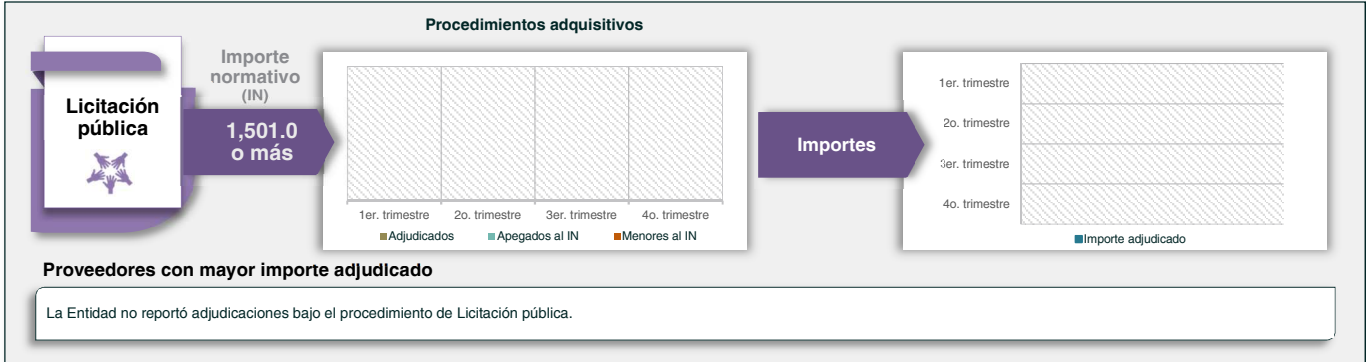 Procedimientos adquisitivos
Licitación
pública
Importe
normativo
(IN)
1,501.0
o más
1er. trimestre 2o. trimestre 3er. trimestre 4o. trimestre
Adjudicados Apegados al IN Menores al IN
Importes
1er. trimestre
2o. trimestre
3er. trimestre
4o. trimestre
Importe adjudicado
Proveedores con mayor importe adjudicado
La Entidad no reportó adjudicaciones bajo el procedimiento de Licitación pública.